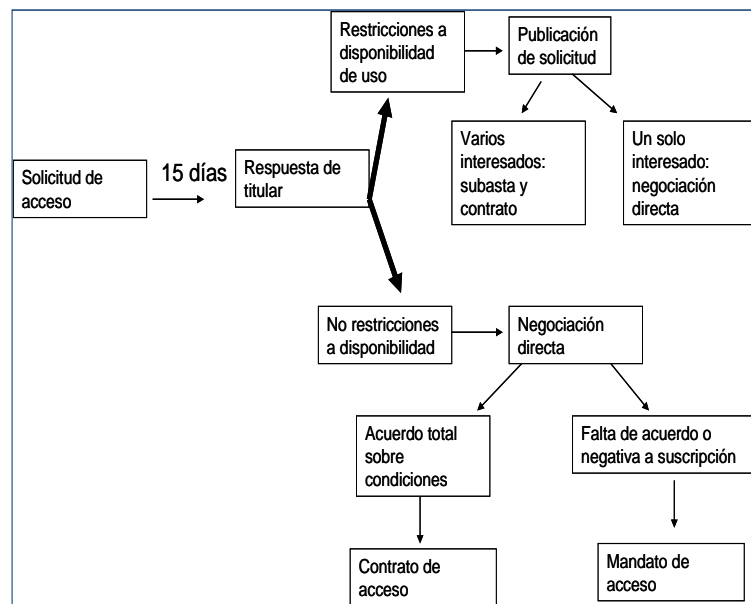 Restricciones a
disponibilidad
de uso
Publicación
de solicitud
Varios
interesados:
subasta y
contrato
Un solo
interesado:
negociación
directa
Solicitud de
acceso
15 días
Respuesta de
titular
No restricciones
a disponibilidad
Negociación
directa
Acuerdo total
sobre
condiciones
Falta de acuerdo o
negativa a suscripción
Contrato de
acceso
Mandato de
acceso